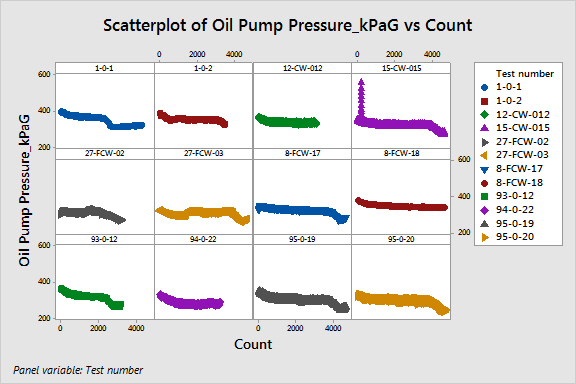 Scatterplot of Oil Pump Pressure_kPaG vs Count
0 2000 4000 0 2000 4000
1-0-1 1-0-2 12-CW-012 15-CW-015
600
400
200
27-FCW-02 27-FCW-03 8-FCW-17 8-FCW-18
600
400
200
93-0-12 94-0-22 95-0-19 95-0-20
600
400
200
0 2000 4000 0 2000 4000
Oil Pump Pressure_kPaG
Count
Test number
1-0-1
1-0-2
12-CW-012
15-CW-015
27-FCW-02
27-FCW-03
8-FCW-17
8-FCW-18
93-0-12
94-0-22
95-0-19
95-0-20
Panel variable: Test number